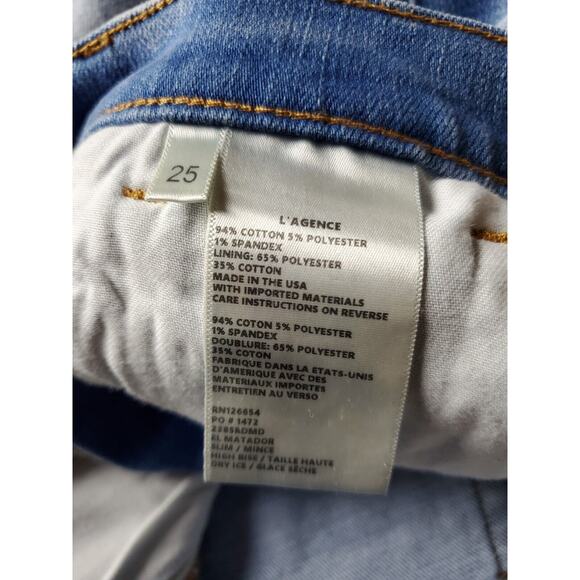 25
L'AGENCE
94% COTTON 5% POLYESTER
1% SPANDEX
LINING: 65% POLYESTER
35% COTTON
MADE IN THE USA
WITH IMPORTED MATERIALS
CARE INSTRUCTIONS ON REVERSE
94% COTON 5% POLYESTER
1% SPANDEX
DOUBLURE: 65% POLYESTER
35% COTON
FABRIQUE DANS LA ETATS-UNIS
D'AMERIQUE AVEC DES
MATERIAUX IMPORTES
ENTRETIEN AU VERSO
RN126654
PO # 1472
2285&DMD
EL MATADOR
SLIM / MINCE
HIGH RISE / TAILLE HAUTE
DRY ICE / GLACE SÈCHE